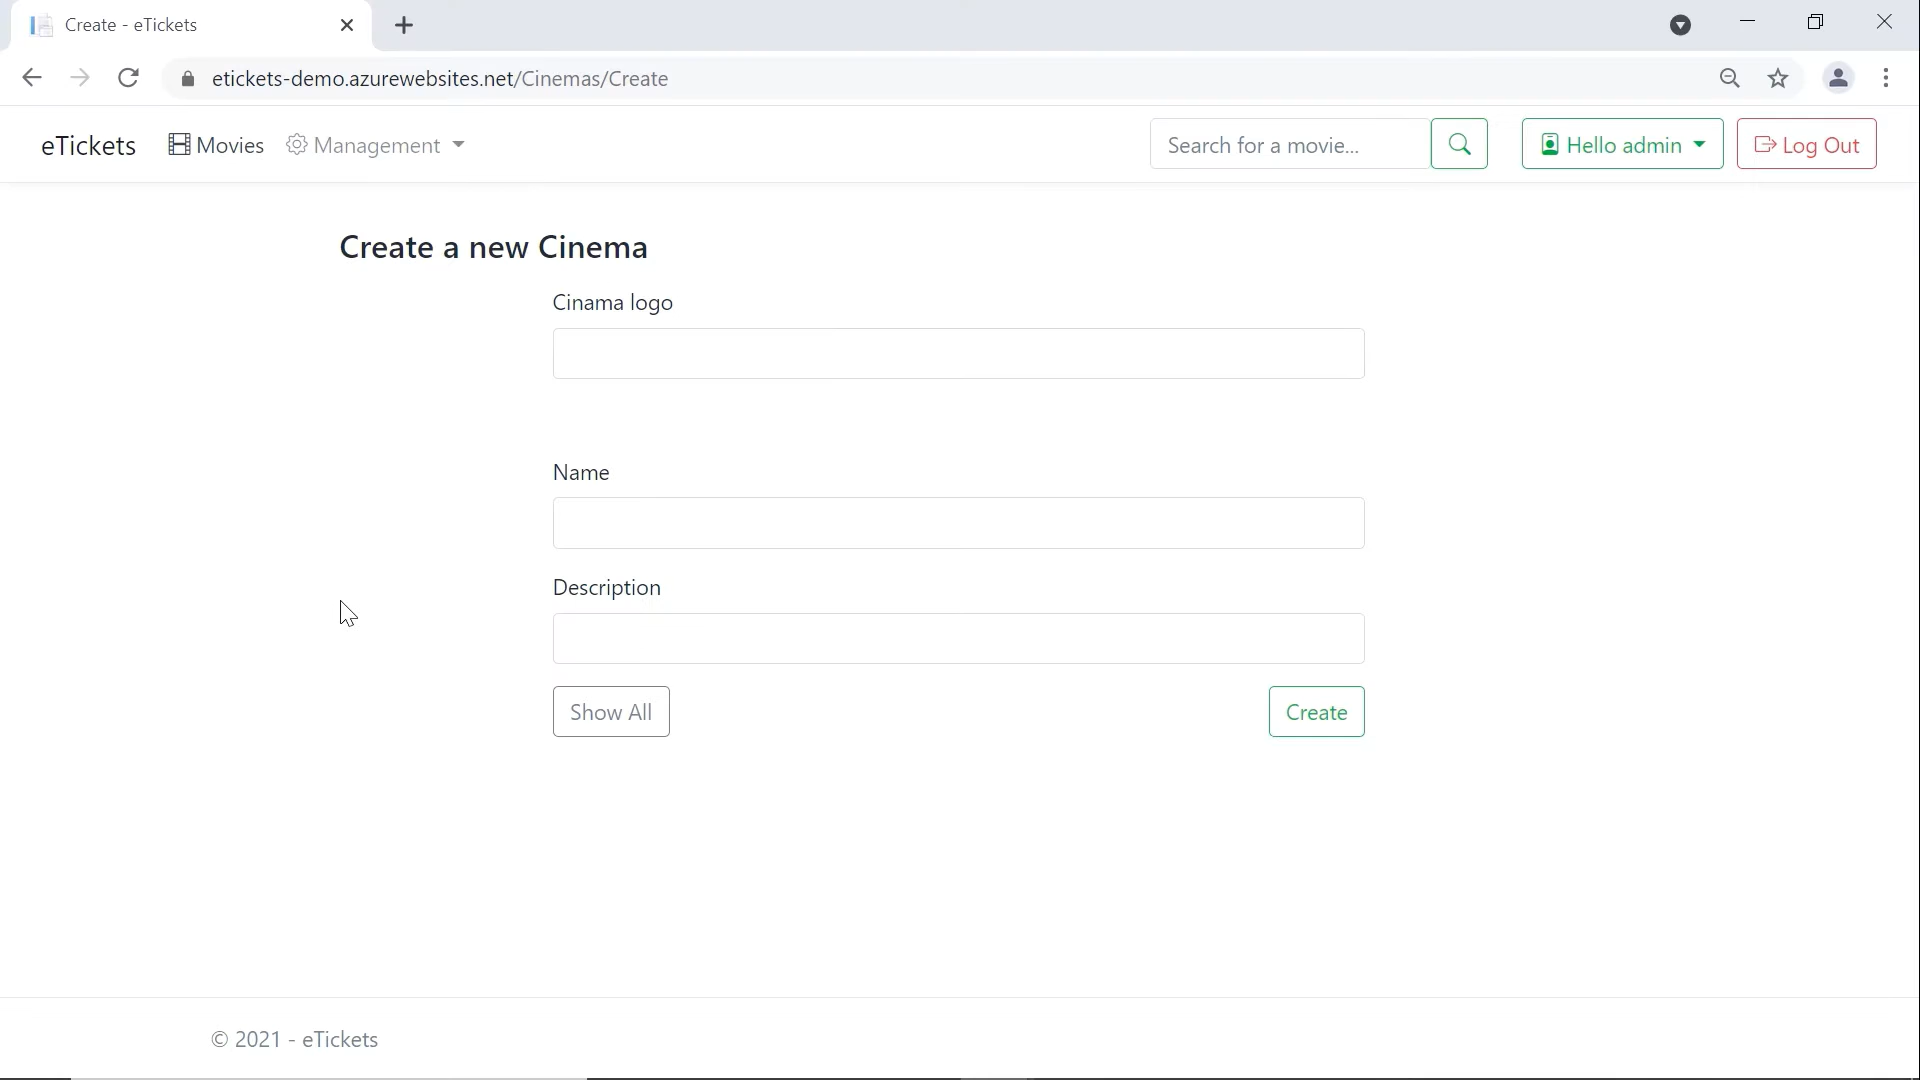 Create - eTickets
etickets-demo.azurewebsites.net/Cinemas/Create
eTickets Movies Management Search for a movie... Hello admin Log Out
Create a new Cinema
Cinama logo
Name
Description
Show All Create
© 2021 - eTickets